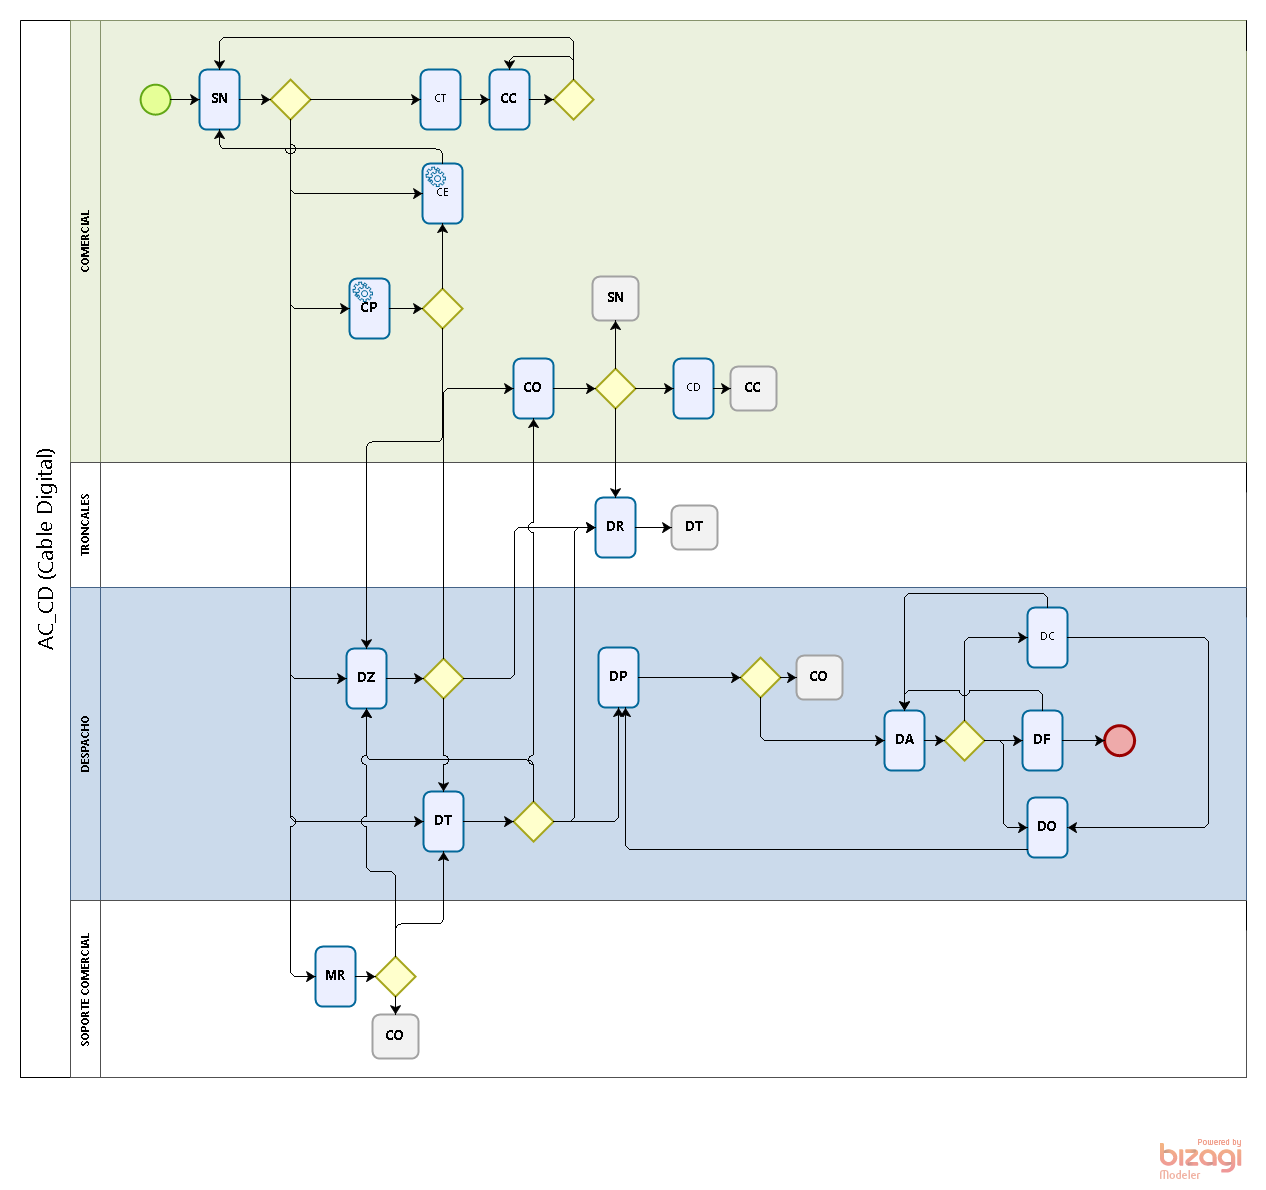 AC_CD (Cable Digital)
COMERCIAL
SN
CT
CC
CE
CP
SN
CO
CD
CC
TRONCALES
DR
DT
DESPACHO
DC
DZ
DP
CO
DA
DF
DT
DO
SOPORTE COMERCIAL
MR
CO
Powered by
bizagi
Modeler